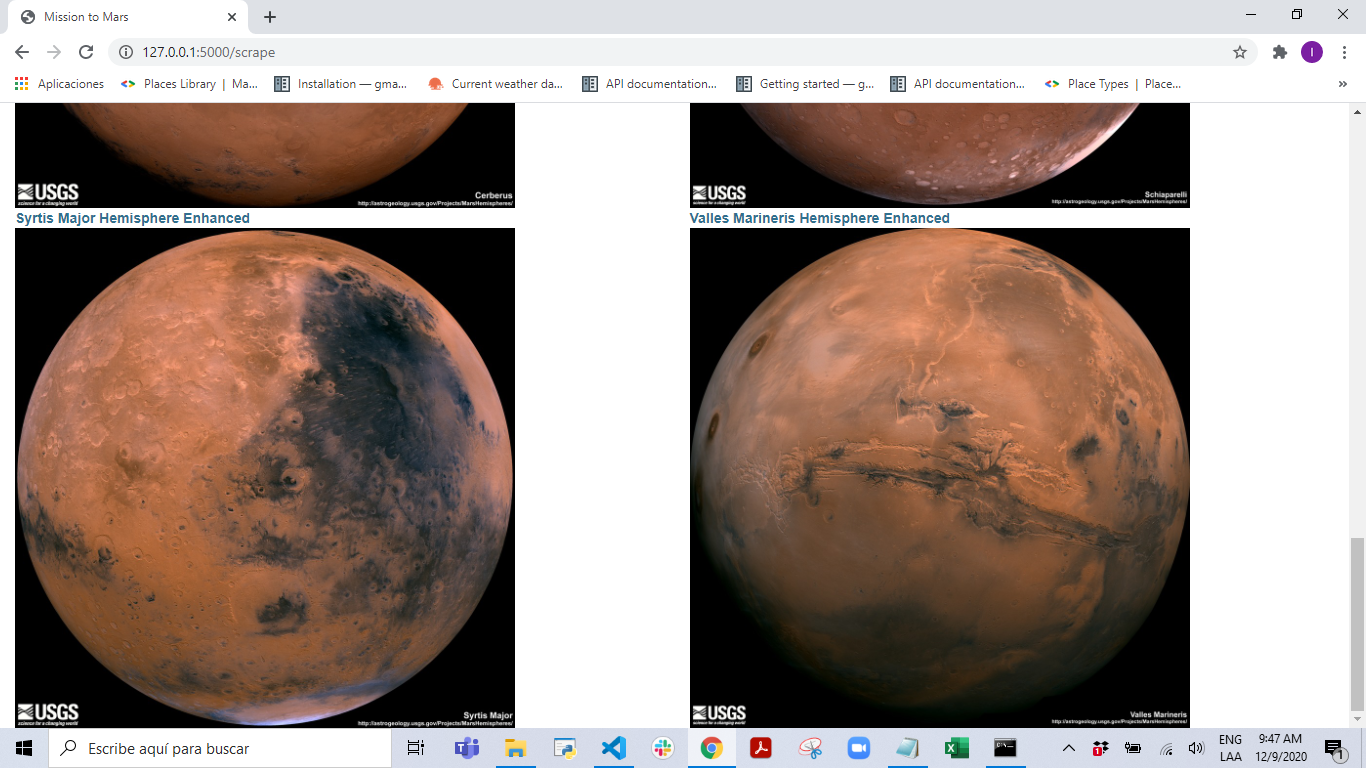 Mission to Mars
127.0.0.1:5000/scrape
Aplicaciones
Places Library | Ma...
Installation — gma...
Current weather da...
API documentation...
Getting started — g...
API documentation...
Place Types | Place...
USGS
science for a changing world
Cerberus
http://astrogeology.usgs.gov/Projects/MarsHemispheres/
USGS
science for a changing world
Schiaparelli
http://astrogeology.usgs.gov/Projects/MarsHemispheres/
Syrtis Major Hemisphere Enhanced
Valles Marineris Hemisphere Enhanced
USGS
science for a changing world
Syrtis Major
http://astrogeology.usgs.gov/Projects/MarsHemispheres/
USGS
science for a changing world
Valles Marineris
http://astrogeology.usgs.gov/Projects/MarsHemispheres/
Escribe aquí para buscar
ENG
LAA
9:47 AM
12/9/2020
1